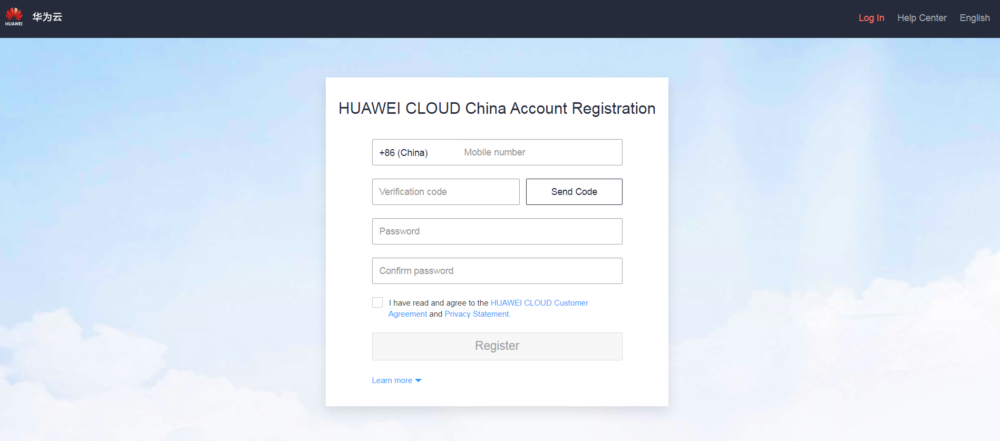 HUAWEI
华为云
Log In Help Center English
HUAWEI CLOUD China Account Registration
+86 (China) Mobile number
Verification code Send Code
Password
Confirm password
I have read and agree to the HUAWEI CLOUD Customer
Agreement and Privacy Statement.
Register
Learn more